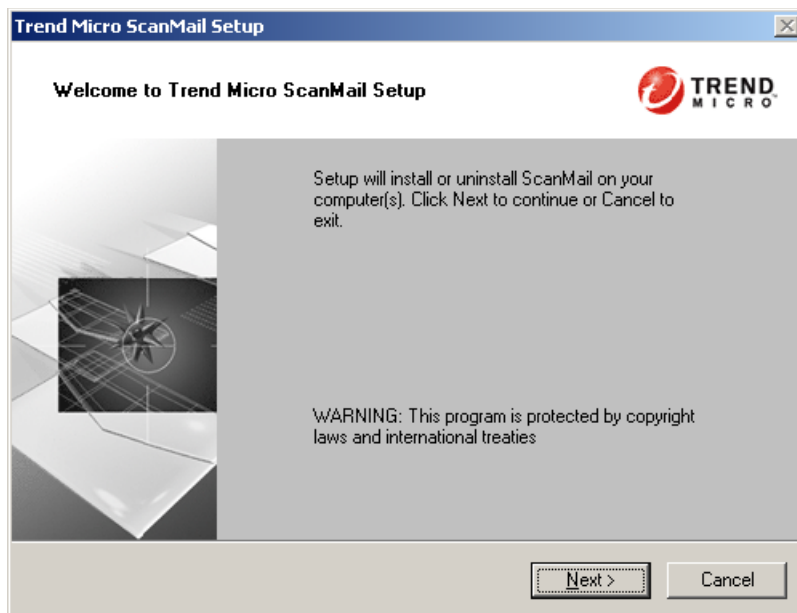 Trend Micro ScanMail Setup
Welcome to Trend Micro ScanMail Setup
TREND
MICRO
Setup will install or uninstall ScanMail on your
computer(s). Click Next to continue or Cancel to
exit.
WARNING: This program is protected by copyright
laws and international treaties
Next >
Cancel